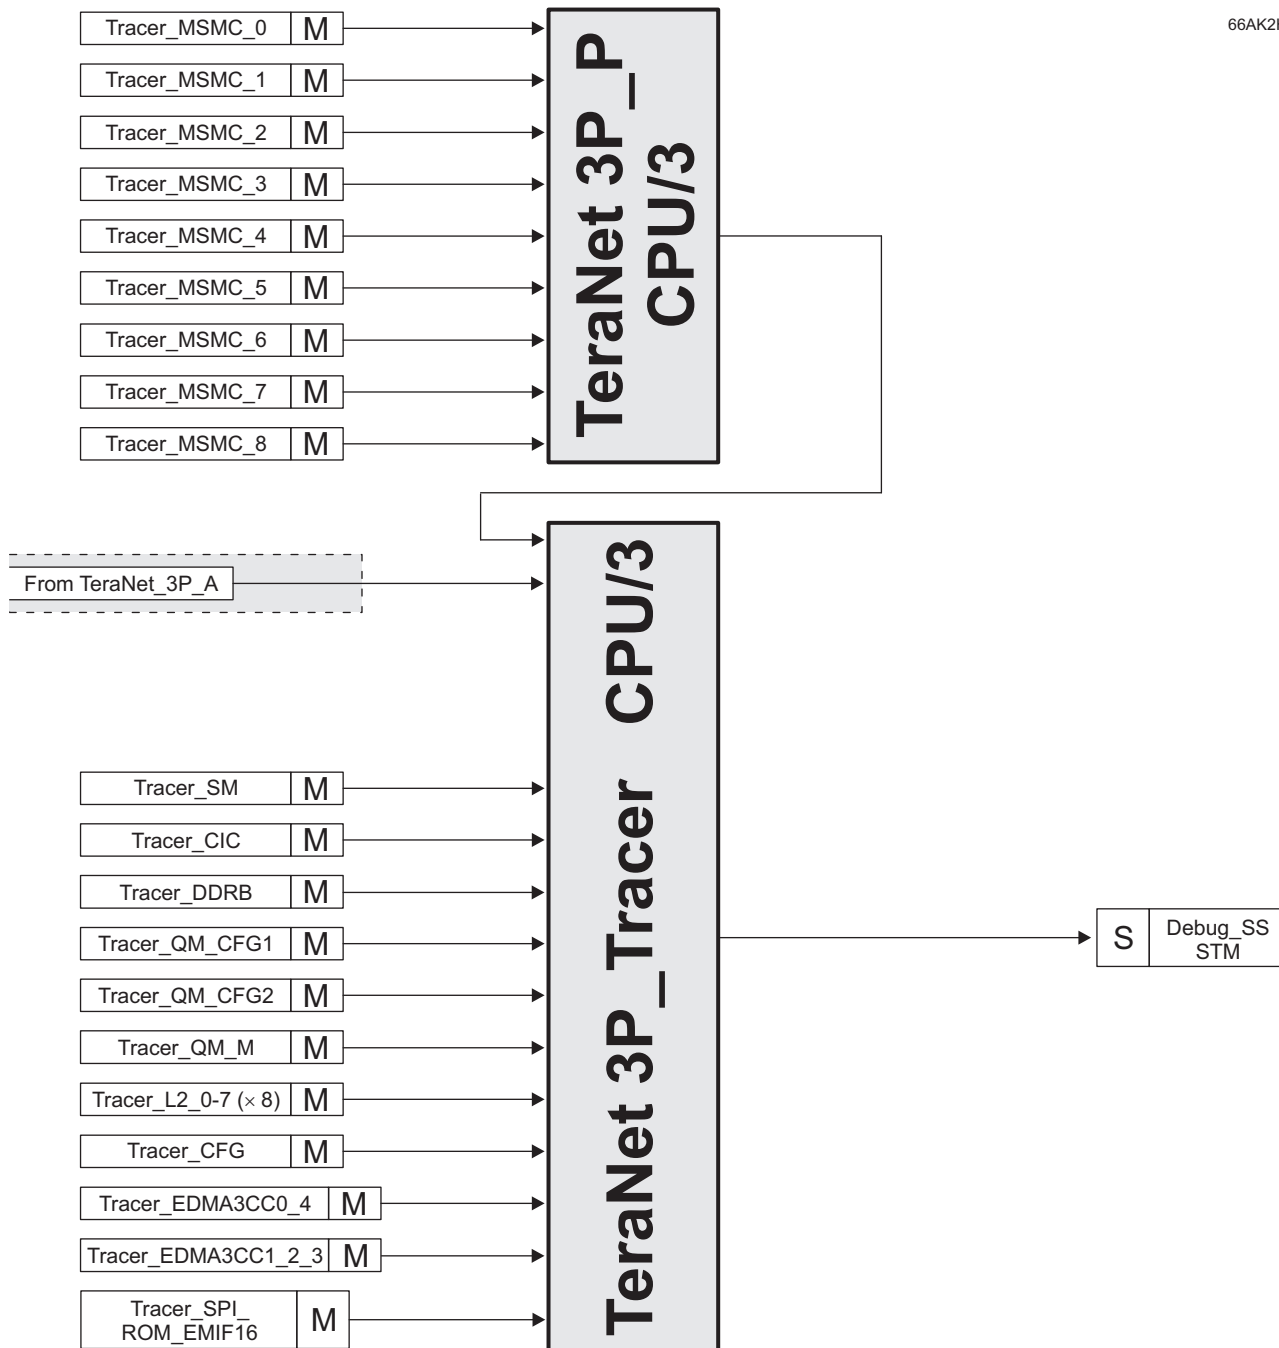 66AK2H
Tracer_MSMC_0 M
Tracer_MSMC_1 M
Tracer_MSMC_2 M
Tracer_MSMC_3 M
Tracer_MSMC_4 M
Tracer_MSMC_5 M
Tracer_MSMC_6 M
Tracer_MSMC_7 M
Tracer_MSMC_8 M
TeraNet 3P_P
CPU/3
From TeraNet_3P_A
Tracer_SM M
Tracer_CIC M
Tracer_DDRB M
Tracer_QM_CFG1 M
Tracer_QM_CFG2 M
Tracer_QM_M M
Tracer_L2_0-7 (× 8) M
Tracer_CFG M
Tracer_EDMA3CC0_4 M
Tracer_EDMA3CC1_2_3 M
Tracer_SPI_
ROM_EMIF16 M
TeraNet 3P_Tracer CPU/3
S Debug_SS
STM